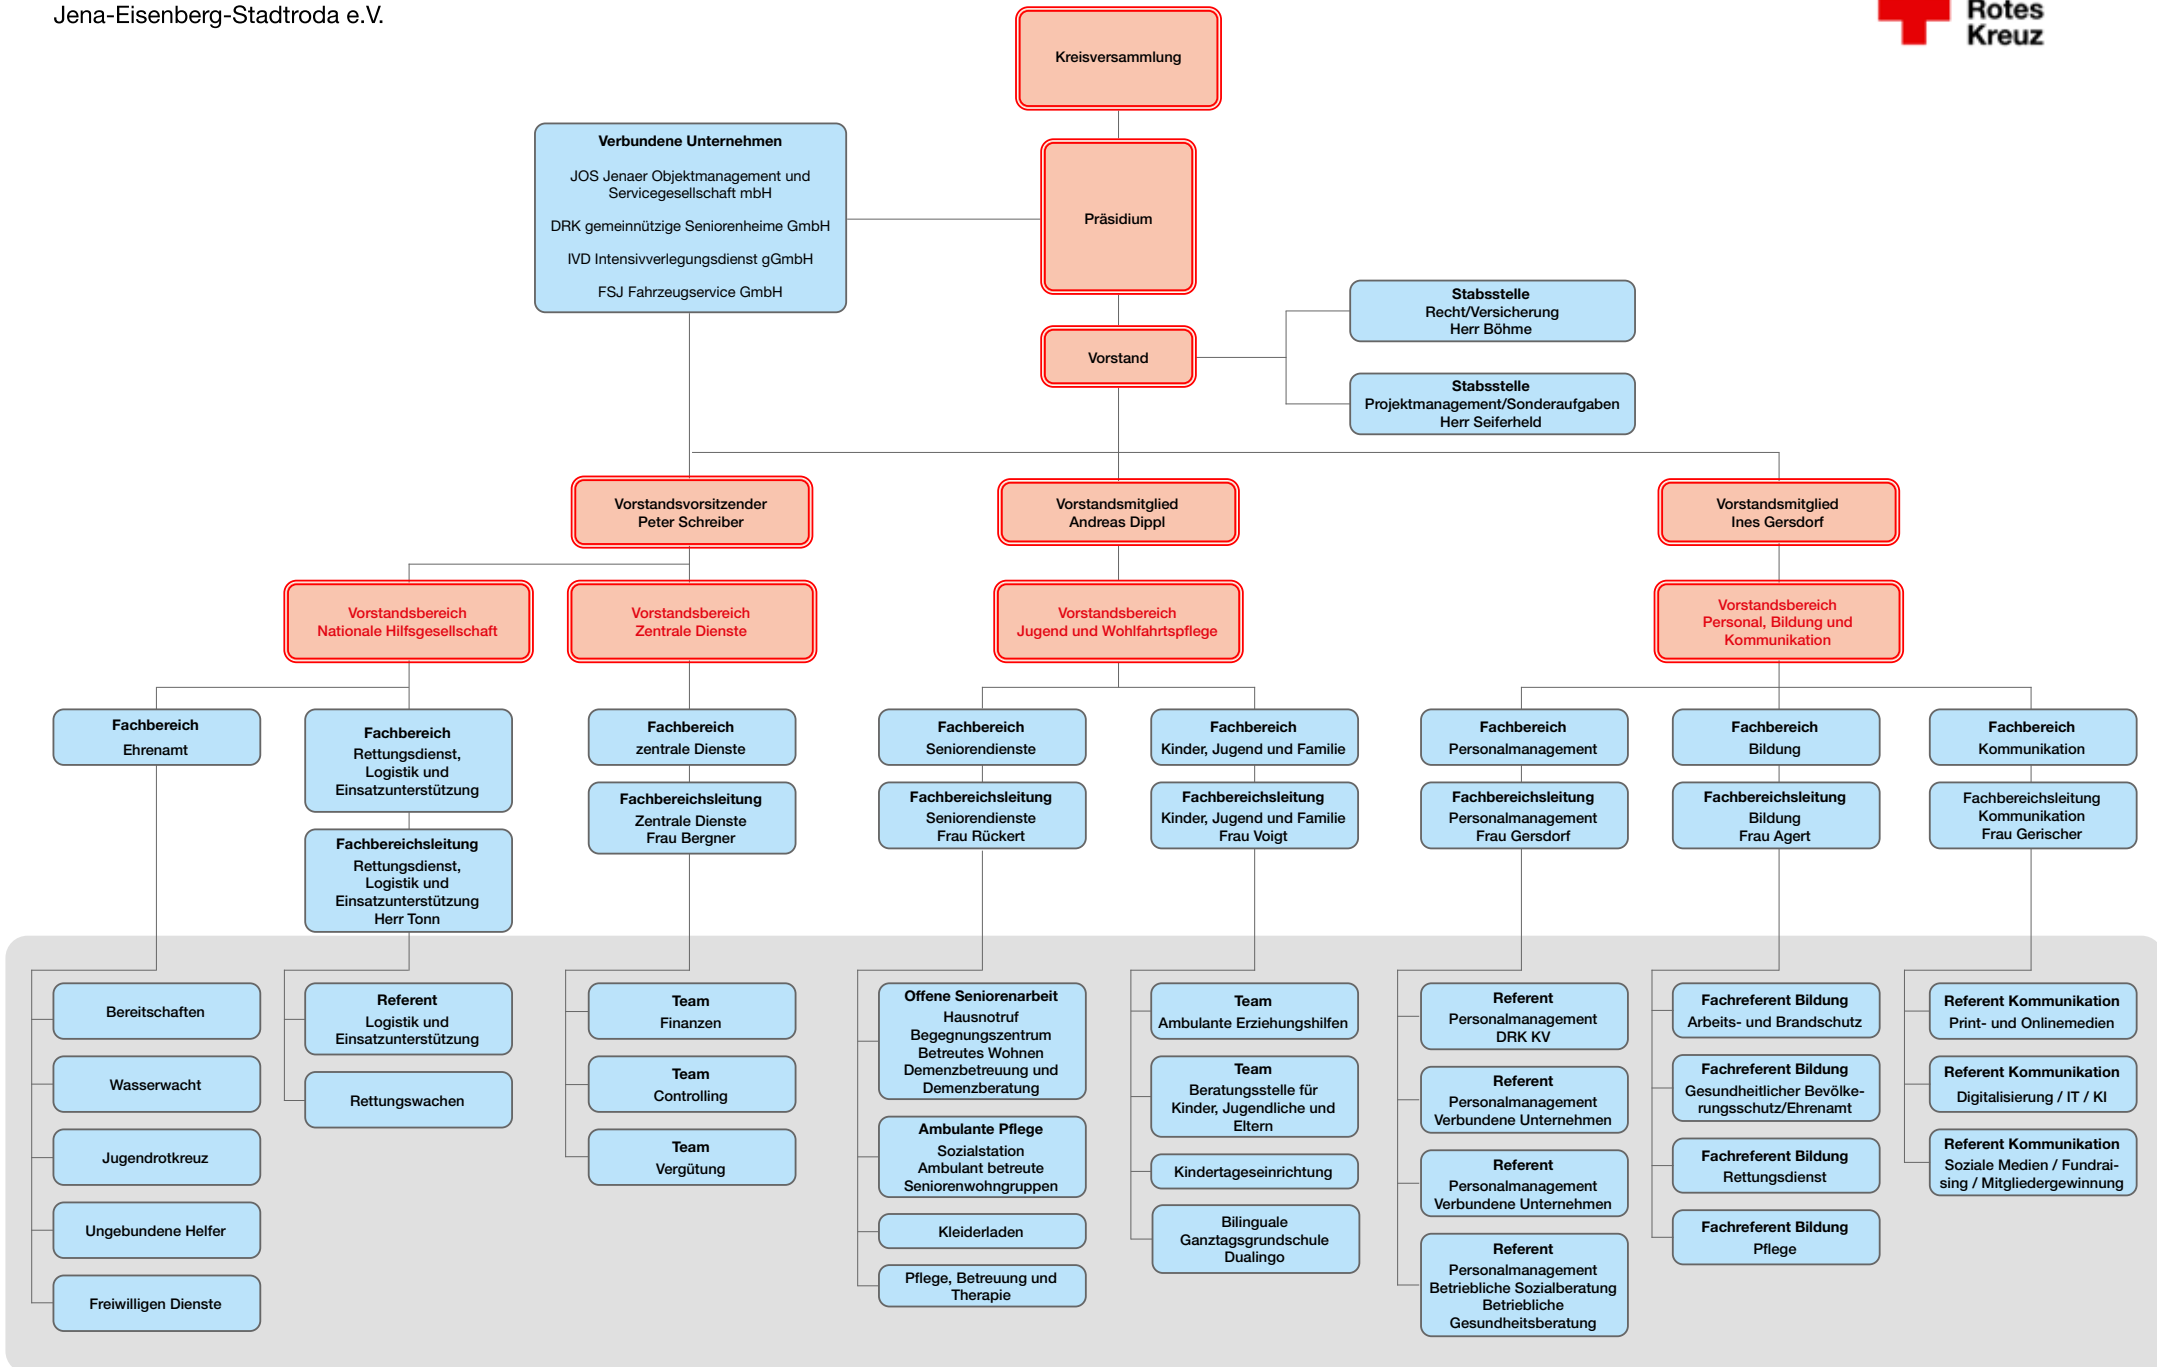 Jena-Eisenberg-Stadtroda e.V.
Rotes
Kreuz
Kreisversammlung
Verbundene Unternehmen
JOS Jenaer Objektmanagement und
Servicegesellschaft mbH
DRK gemeinnützige Seniorenheime GmbH
IVD Intensivverlegungsdienst gGmbH
FSJ Fahrzeugservice GmbH
Präsidium
Vorstand
Stabsstelle
Recht/Versicherung
Herr Böhme
Stabsstelle
Projektmanagement/Sonderaufgaben
Herr Seiferheld
Vorstandsvorsitzender
Peter Schreiber
Vorstandsmitglied
Andreas Dippl
Vorstandsmitglied
Ines Gersdorf
Vorstandsbereich
Nationale Hilfsgesellschaft
Vorstandsbereich
Zentrale Dienste
Vorstandsbereich
Jugend und Wohlfahrtspflege
Vorstandsbereich
Personal, Bildung und
Kommunikation
Fachbereich
Ehrenamt
Fachbereich
Rettungsdienst,
Logistik und
Einsatzunterstützung
Fachbereich
zentrale Dienste
Fachbereich
Seniorendienste
Fachbereich
Kinder, Jugend und Familie
Fachbereich
Personalmanagement
Fachbereich
Bildung
Fachbereich
Kommunikation
Fachbereichsleitung
Rettungsdienst,
Logistik und
Einsatzunterstützung
Herr Tonn
Fachbereichsleitung
Zentrale Dienste
Frau Bergner
Fachbereichsleitung
Seniorendienste
Frau Rückert
Fachbereichsleitung
Kinder, Jugend und Familie
Frau Voigt
Fachbereichsleitung
Personalmanagement
Frau Gersdorf
Fachbereichsleitung
Bildung
Frau Agert
Fachbereichsleitung
Kommunikation
Frau Gerischer
Bereitschaften
Wasserwacht
Jugendrotkreuz
Ungebundene Helfer
Freiwilligen Dienste
Referent
Logistik und
Einsatzunterstützung
Rettungswachen
Team
Finanzen
Team
Controlling
Team
Vergütung
Offene Seniorenarbeit
Hausnotruf
Begegnungszentrum
Betreutes Wohnen
Demenzbetreuung und
Demenzberatung
Ambulante Pflege
Sozialstation
Ambulant betreute
Seniorenwohngruppen
Kleiderladen
Pflege, Betreuung und
Therapie
Team
Ambulante Erziehungshilfen
Team
Beratungsstelle für
Kinder, Jugendliche und
Eltern
Kindertageseinrichtung
Bilinguale
Ganztagsgrundschule
Dualingo
Referent
Personalmanagement
DRK KV
Referent
Personalmanagement
Verbundene Unternehmen
Referent
Personalmanagement
Verbundene Unternehmen
Referent
Personalmanagement
Betriebliche Sozialberatung
Betriebliche
Gesundheitsberatung
Fachreferent Bildung
Arbeits- und Brandschutz
Fachreferent Bildung
Gesundheitlicher Bevölke-
rungsschutz/Ehrenamt
Fachreferent Bildung
Rettungsdienst
Fachreferent Bildung
Pflege
Referent Kommunikation
Print- und Onlinemedien
Referent Kommunikation
Digitalisierung / IT / KI
Referent Kommunikation
Soziale Medien / Fundrai-
sing / Mitgliedergewinnung